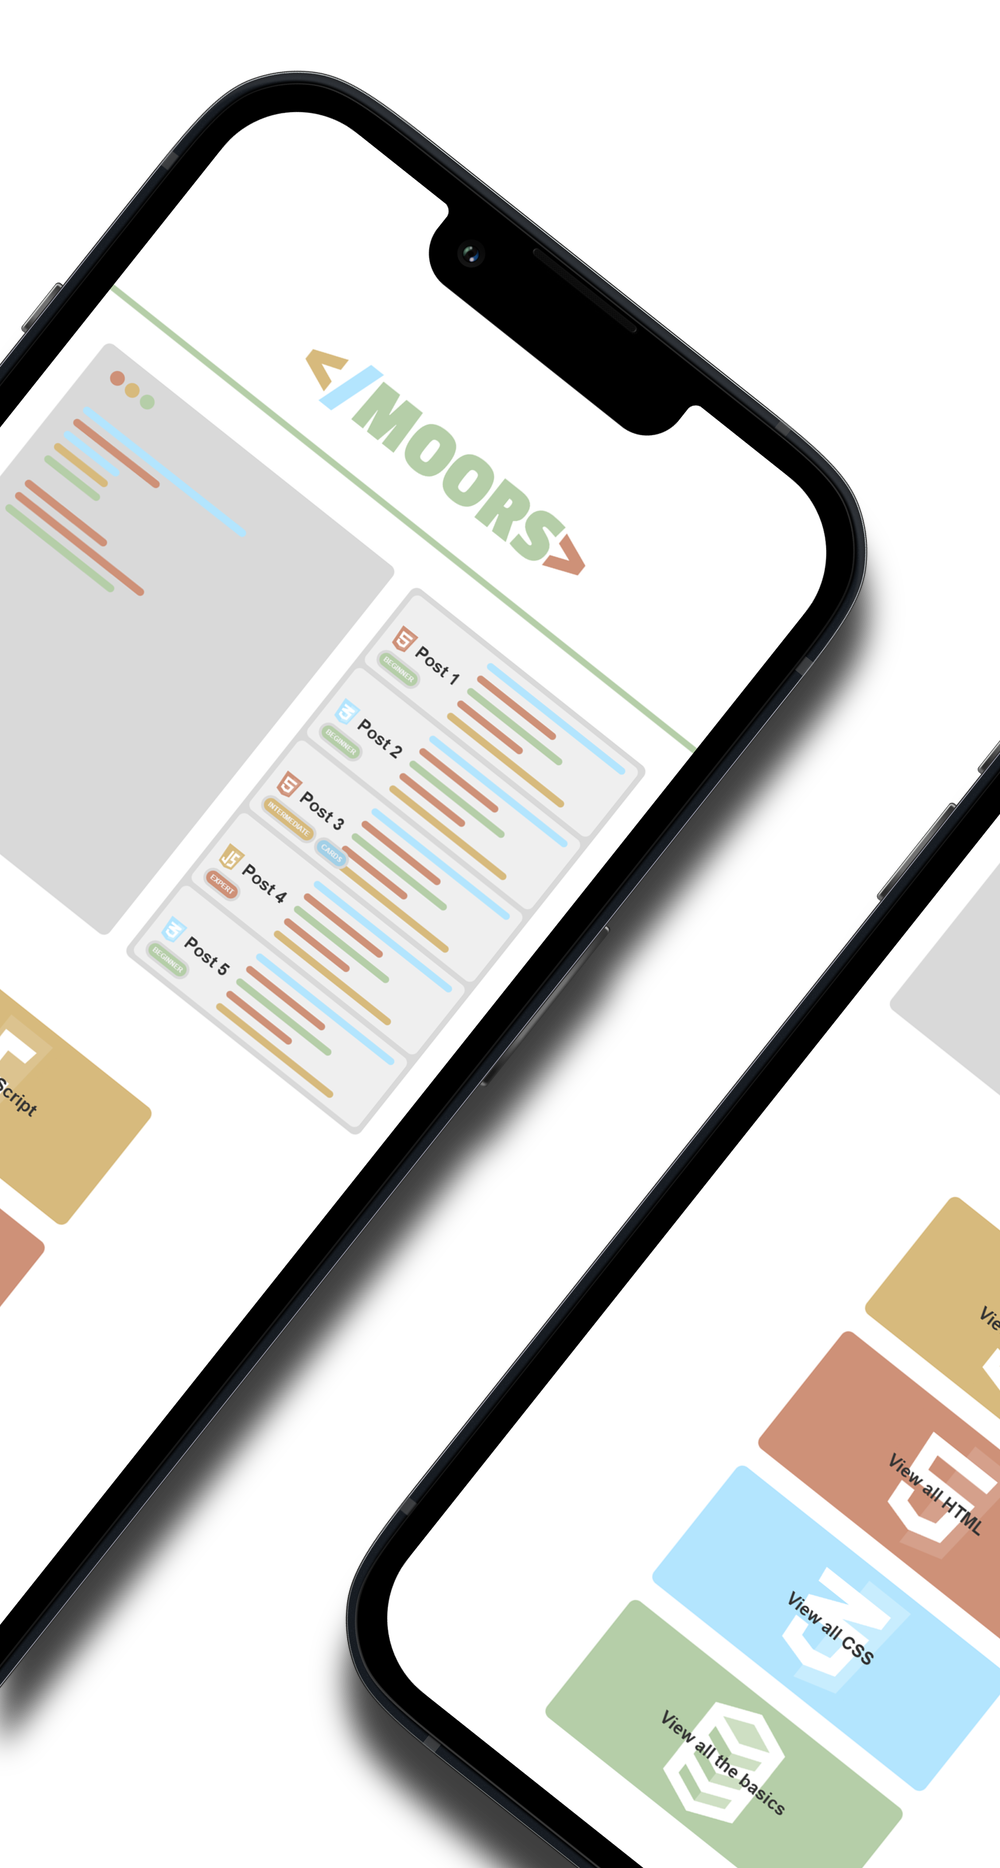 </MOORS>
Post 1
BEGINNER
Post 2
BEGINNER
Post 3
INTERMEDIATE
CARDS
Post 4
EXPERT
Post 5
BEGINNER
Script
View all HTML
View all CSS
View all the basics